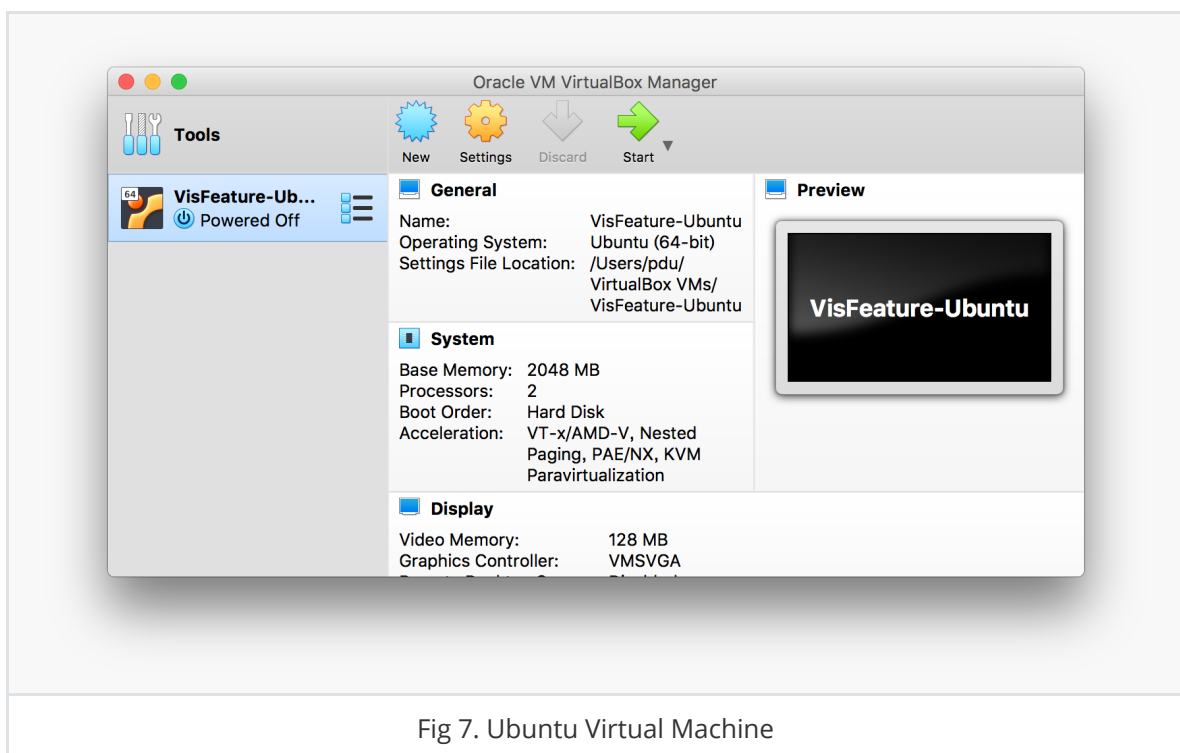 Oracle VM VirtualBox Manager
Tools
New Settings Discard Start
64
VisFeature-Ub...
Powered Off
General
Name: VisFeature-Ubuntu
Operating System: Ubuntu (64-bit)
Settings File Location: /Users/pdu/
VirtualBox VMs/
VisFeature-Ubuntu
Preview
VisFeature-Ubuntu
System
Base Memory: 2048 MB
Processors: 2
Boot Order: Hard Disk
Acceleration: VT-x/AMD-V, Nested
Paging, PAE/NX, KVM
Paravirtualization
Display
Video Memory: 128 MB
Graphics Controller: VMSVGA
Fig 7. Ubuntu Virtual Machine